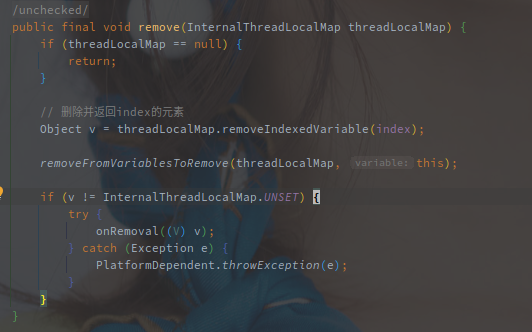 /unchecked/
public final void remove(InternalThreadLocalMap threadLocalMap) {
if (threadLocalMap == null) {
return;
}
// 删除并返回index的元素
Object v = threadLocalMap.removeIndexedVariable(index);
removeFromVariablesToRemove(threadLocalMap, variable: this);
if (v != InternalThreadLocalMap.UNSET) {
try {
onRemoval((V) v);
} catch (Exception e) {
PlatformDependent.throwException(e);
}
}
}